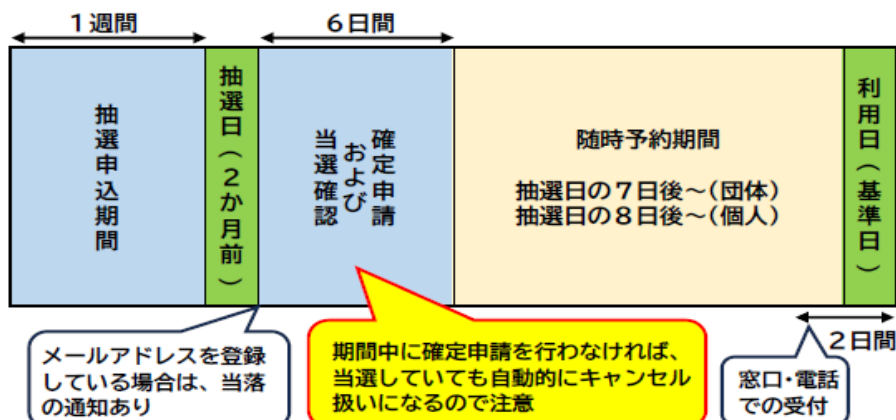 1週間
6日間
抽選申込期間
抽選日(2か月前)
当選確認
および
確定申請
随時予約期間
抽選日の7日後~(団体)
抽選日の8日後~(個人)
利用日(基準日)
2日間
メールアドレスを登録
している場合は、当落
の通知あり
期間中に確定申請を行わなければ、
当選していても自動的にキャンセル
扱いになるので注意
窓口・電話
での受付